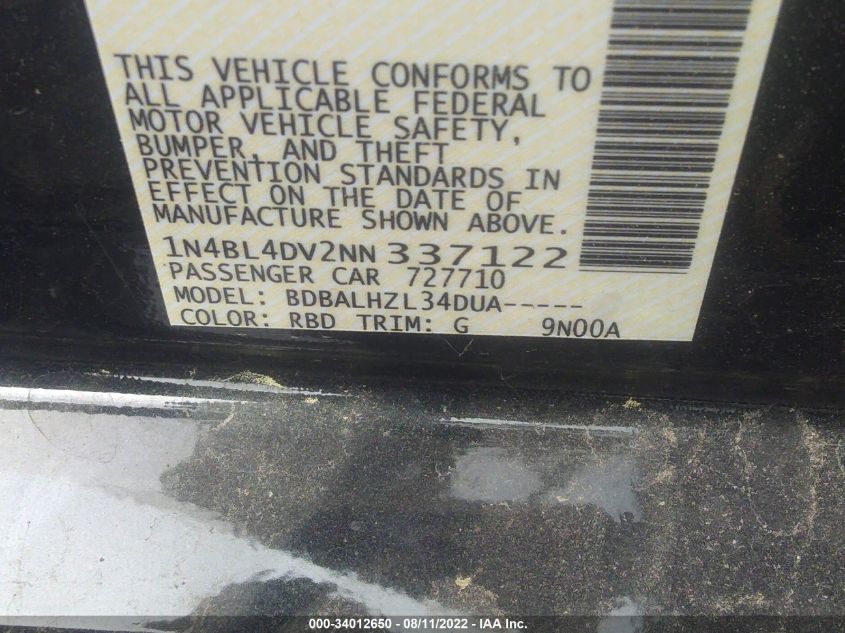 THIS VEHICLE CONFORMS TO
ALL APPLICABLE FEDERAL
MOTOR VEHICLE SAFETY,
BUMPER, AND THEFT
PREVENTION STANDARDS IN
EFFECT ON THE DATE OF
MANUFACTURE SHOWN ABOVE.
1N4BL4DV2NN 337122
PASSENGER CAR 727710
MODEL: BDBALHZL34DUA-----
COLOR: RBD TRIM: G 9N00A
000-34012650 - 08/11/2022 - IAA Inc.